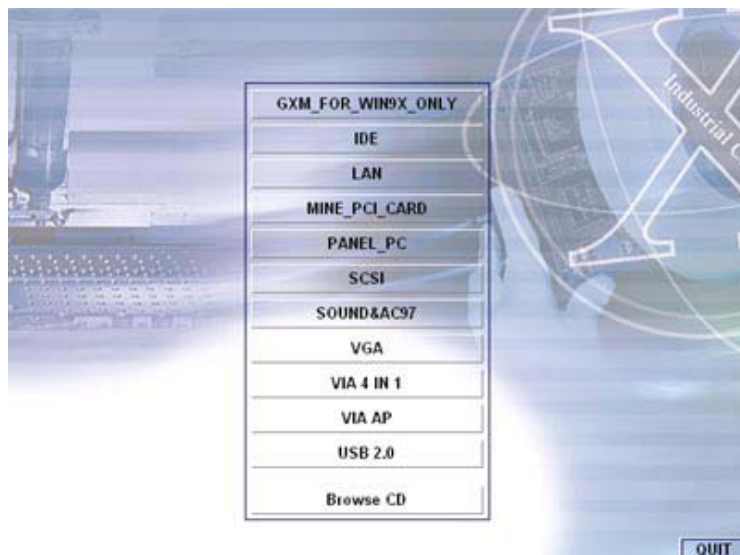 Industrial
GXM_FOR_WIN9X_ONLY
IDE
LAN
MINE_PCI_CARD
PANEL_PC
SCSI
SOUND&AC97
VGA
VIA 4 IN 1
VIA AP
USB 2.0
Browse CD
QUIT